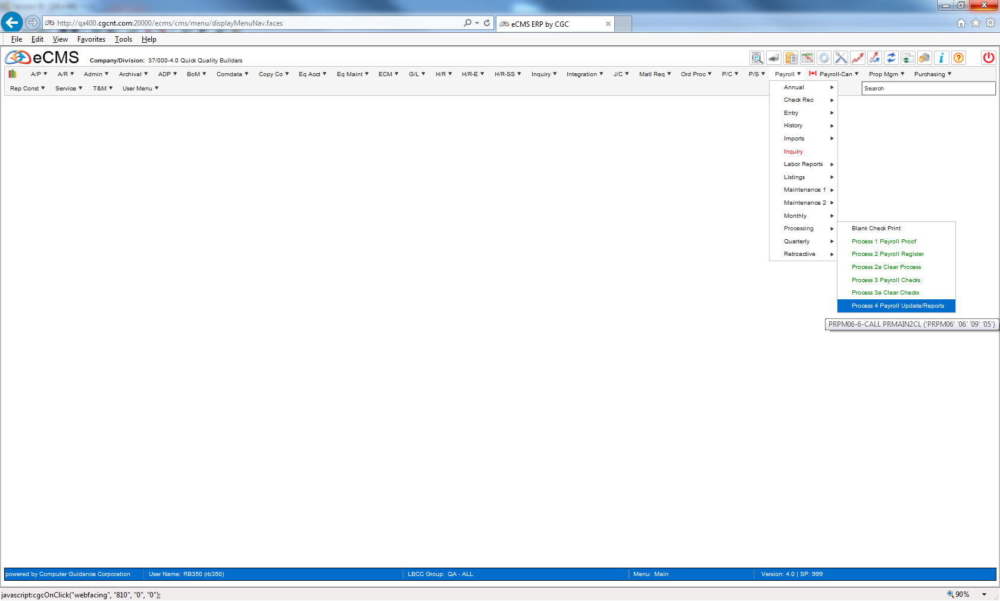 http://qa400.cgcnt.com:20000/ecms/cms/menu/displayMenuNav.faces
eCMS ERP by CGC
File Edit View Favorites Tools Help
eCMS Company/Division: 37/000-4.0 Quick Quality Builders
A/P A/R Admin Archival ADP BoM Comdata Copy Co Eq Acct Eq Maint ECM G/L H/R H/R-E H/R-SS Inquiry Integration J/C Matl Req Ord Proc P/C P/S Payroll Payroll-Can Prop Mgm Purchasing
Rep Const Service T&M User Menu
Search
Annual
Check Rec
Entry
History
Imports
Inquiry
Labor Reports
Listings
Maintenance 1
Maintenance 2
Monthly
Processing
Quarterly
Retroactive
Blank Check Print
Process 1 Payroll Proof
Process 2 Payroll Register
Process 2a Clear Process
Process 3 Payroll Checks
Process 3a Clear Checks
Process 4 Payroll Update/Reports
PRPM06-6-CALL PRMAIN2CL ('PRPM06' '06' '09' '05')
powered by Computer Guidance Corporation User Name: RB350 (rb350) LBCC Group: QA - ALL Menu: Main Version: 4.0 | SP: 999
javascript:cgcOnClick("webfacing", "810", "0", "0");
90%